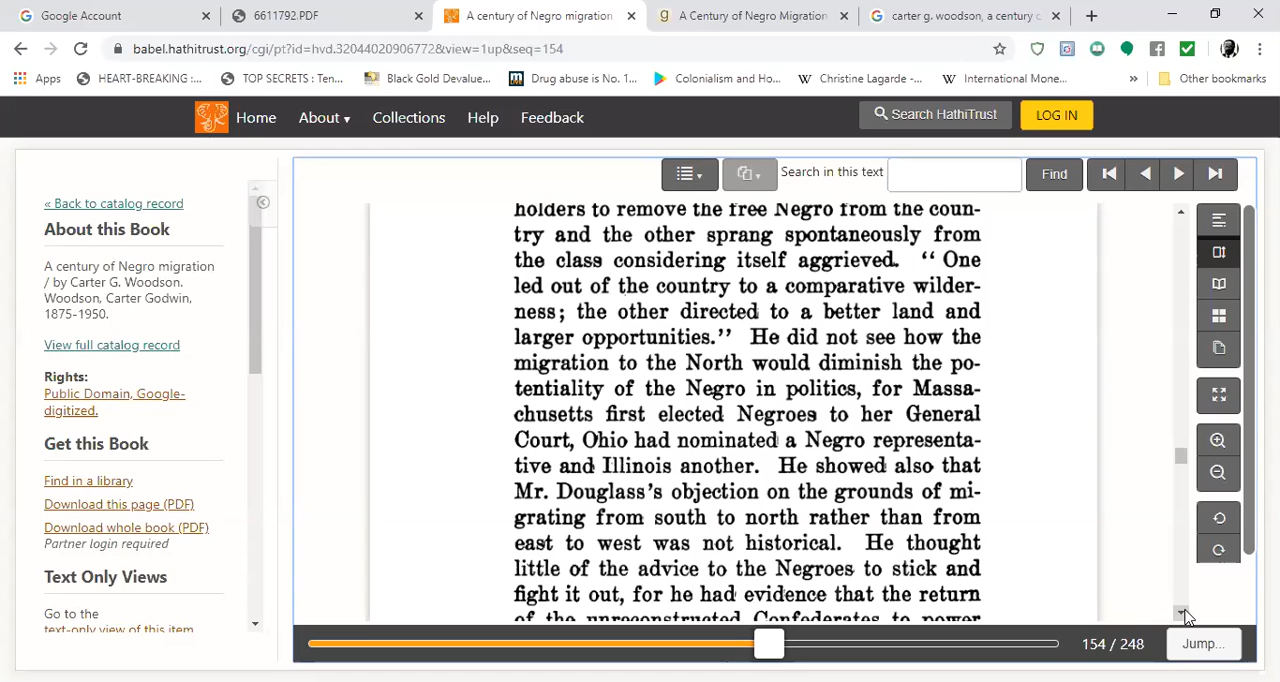 Google Account
6611792.PDF
A century of Negro migration
A Century of Negro Migration
carter g. woodson, a century c
babel.hathitrust.org/cgi/pt?id=hvd.32044020906772&view=1up&seq=154
Apps
HEART-BREAKING :...
TOP SECRETS : Ten...
Black Gold Devalue...
Drug abuse is No. 1...
Colonialism and Ho...
Christine Lagarde -...
International Mone...
»
Other bookmarks
Home
About
Collections
Help
Feedback
Search HathiTrust
LOG IN
« Back to catalog record
About this Book
A century of Negro migration
/ by Carter G. Woodson.
Woodson, Carter Godwin,
1875-1950.
View full catalog record
Rights:
Public Domain, Google-
digitized.
Get this Book
Find in a library
Download this page (PDF)
Download whole book (PDF)
Partner login required
Text Only Views
Go to the
text-only view of this item
Search in this text
Find
holders to remove the free Negro from the coun-
try and the other sprang spontaneously from
the class considering itself aggrieved. “ One
led out of the country to a comparative wilder-
ness; the other directed to a better land and
larger opportunities.” He did not see how the
migration to the North would diminish the po-
tentiality of the Negro in politics, for Massa-
chusetts first elected Negroes to her General
Court, Ohio had nominated a Negro representa-
tive and Illinois another. He showed also that
Mr. Douglass's objection on the grounds of mi-
grating from south to north rather than from
east to west was not historical. He thought
little of the advice to the Negroes to stick and
fight it out, for he had evidence that the return
of the unreconstructed Confederates to power
154 / 248
Jump...